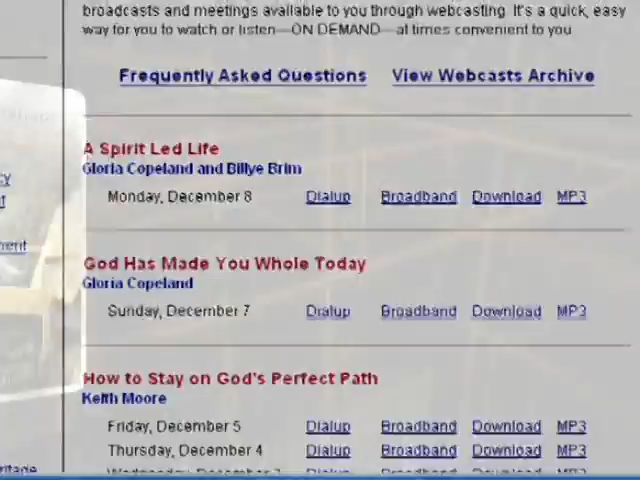 broadcasts and meetings available to you through webcasting. It's a quick, easy
way for you to watch or listen—ON DEMAND—at times convenient to you.
Frequently Asked Questions View Webcasts Archive
A Spirit Led Life
Gloria Copeland and Billye Brim
Monday, December 8 Dialup Broadband Download MP3
God Has Made You Whole Today
Gloria Copeland
Sunday, December 7 Dialup Broadband Download MP3
How to Stay on God's Perfect Path
Keith Moore
Friday, December 5 Dialup Broadband Download MP3
Thursday, December 4 Dialup Broadband Download MP3